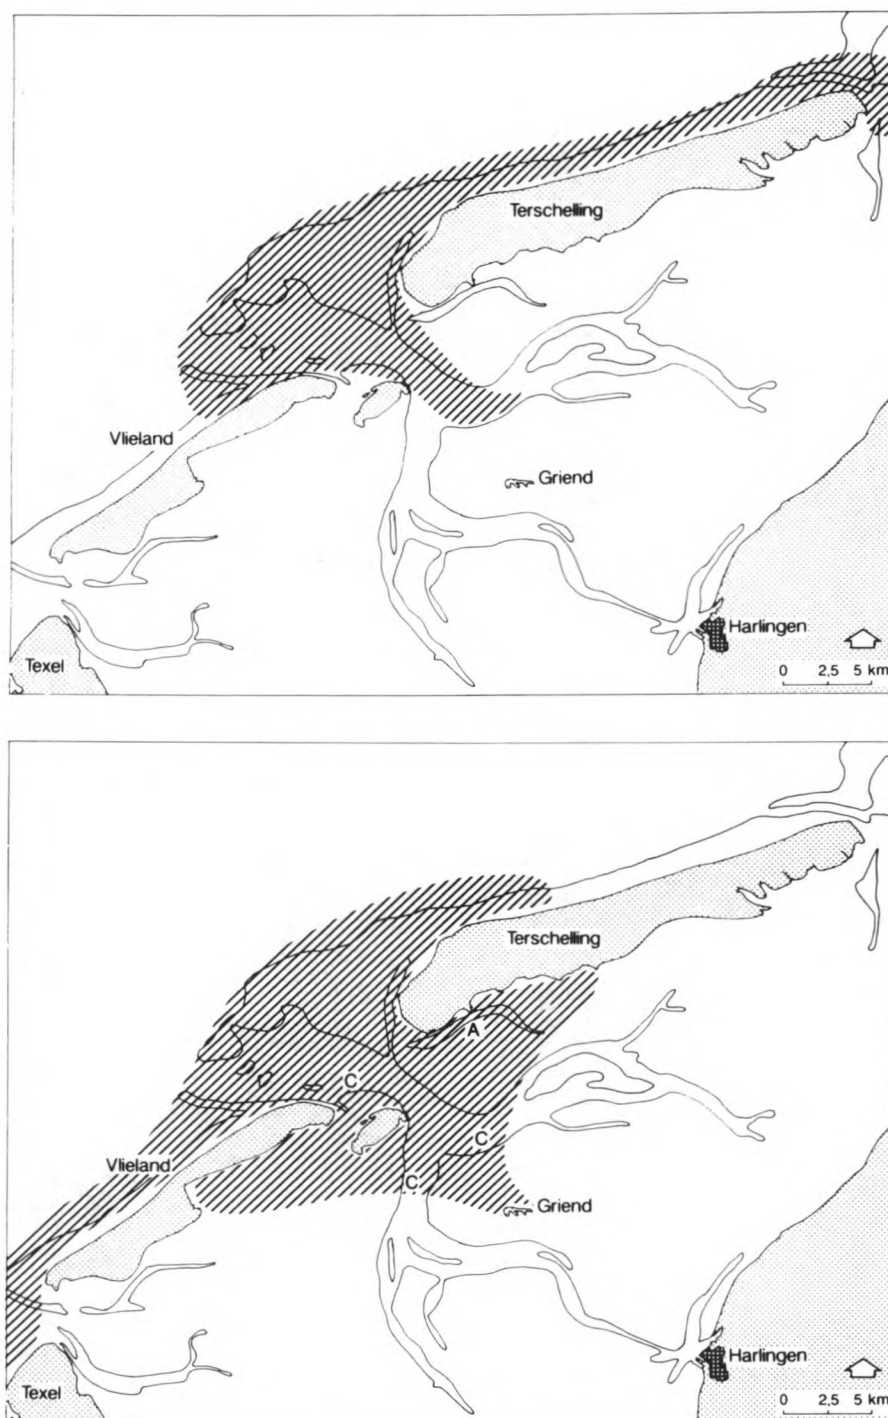 Terschelling
Vlieland
Griend
Harlingen
Texel
0 2,5 5 km
Terschelling
A
C
C
Vlieland
C
Griend
Harlingen
Texel
0 2,5 5 km